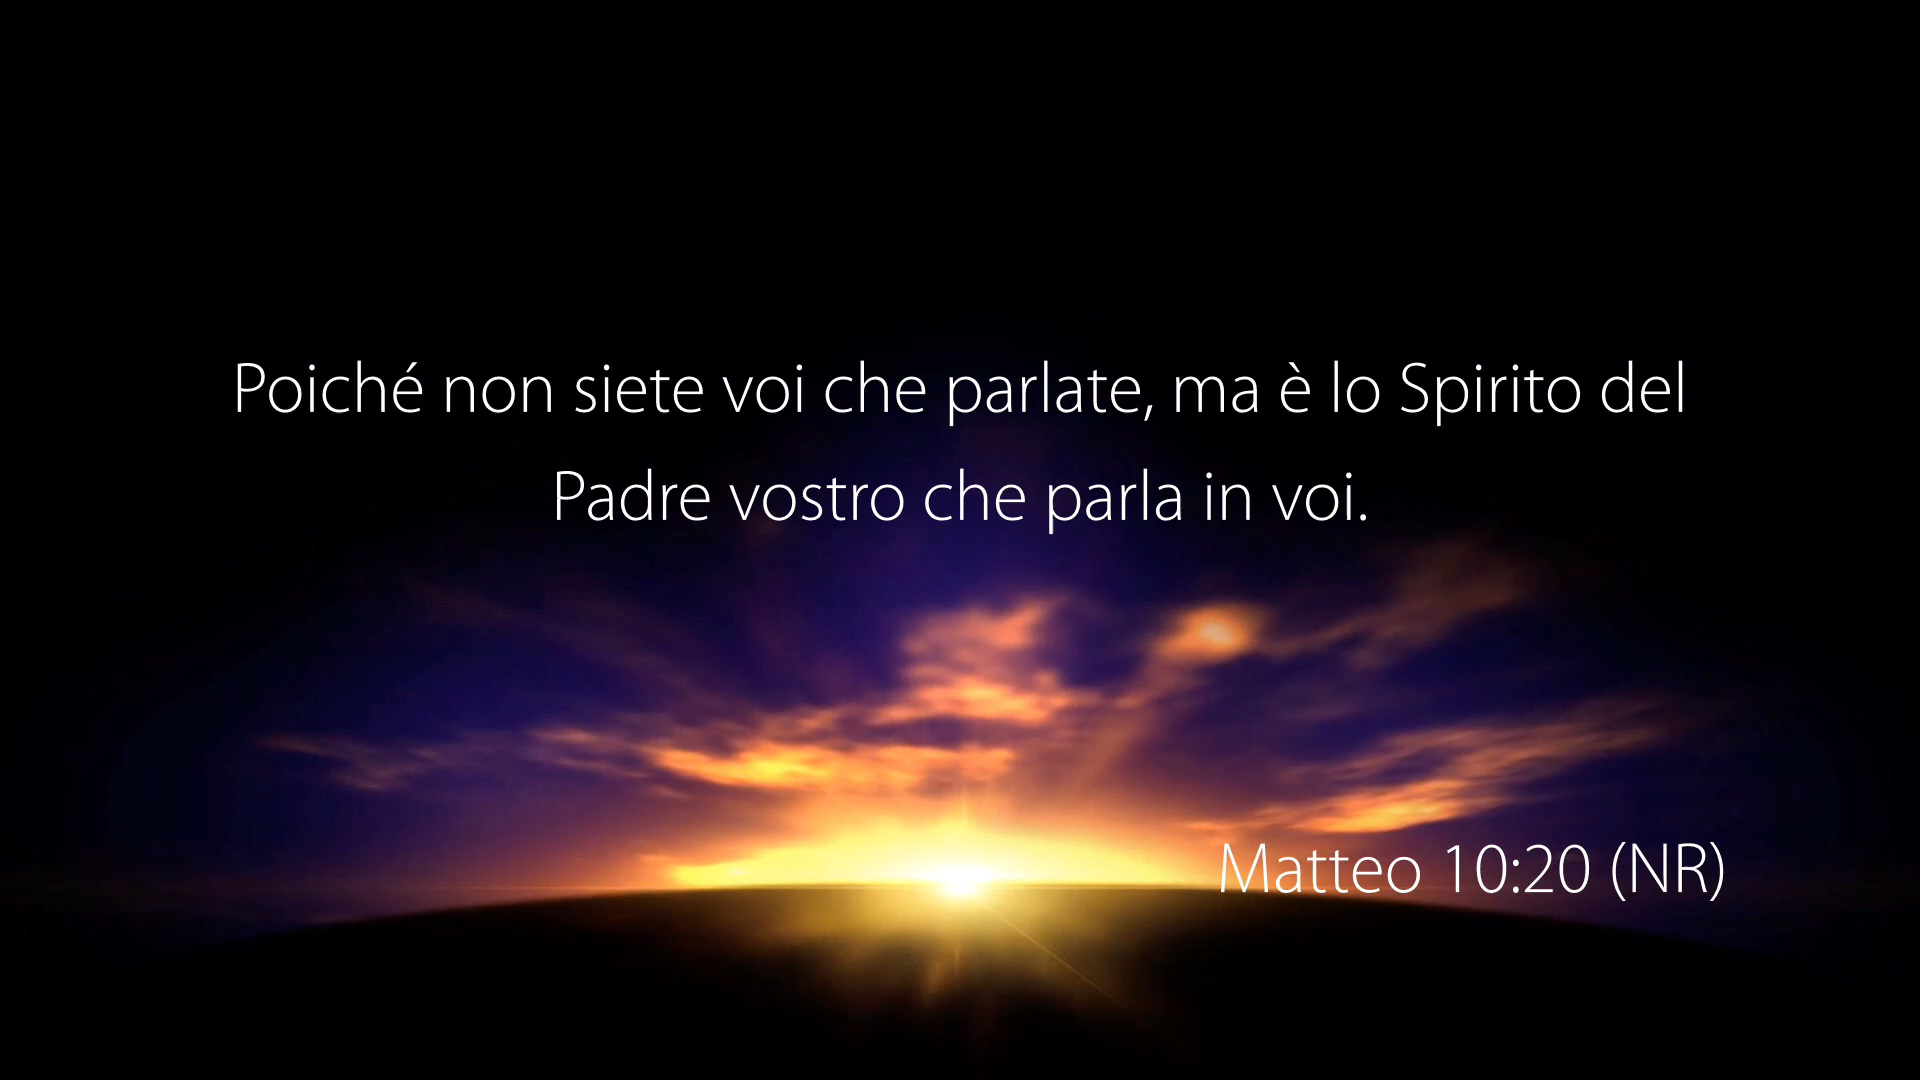 Poiché non siete voi che parlate, ma è lo Spirito del
Padre vostro che parla in voi.
Matteo 10:20 (NR)